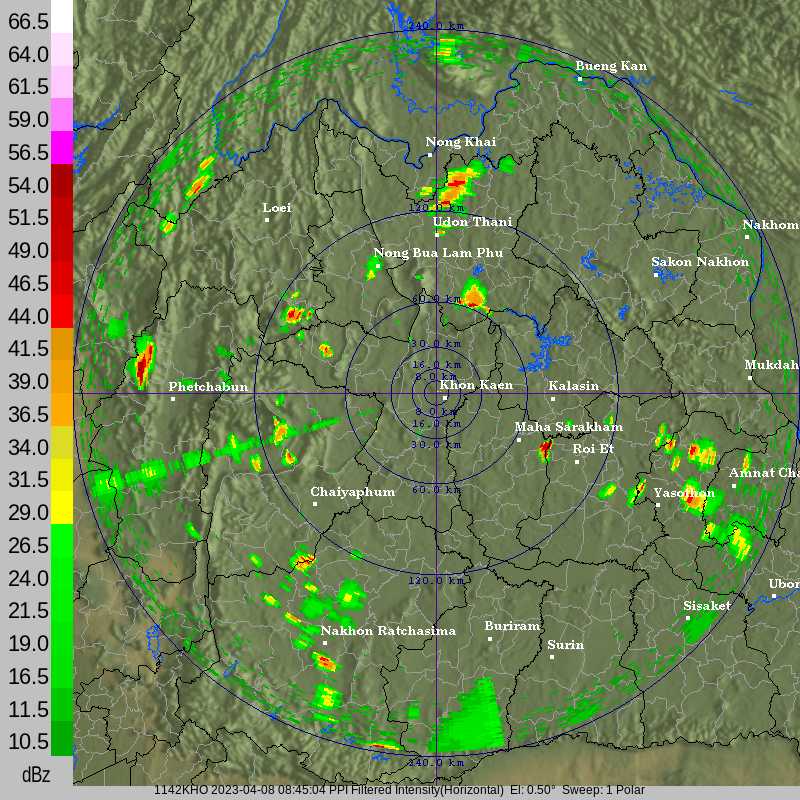 66.5
64.0
61.5
59.0
56.5
54.0
51.5
49.0
46.5
44.0
41.5
39.0
36.5
34.0
31.5
29.0
26.5
24.0
21.5
19.0
16.5
11.5
10.5
dBz
240.0 km
Bueng Kan
Nong Khai
Loei
120.0 km
Udon Thani
Nakhom
Nong Bua Lam Phu
Sakon Nakhon
60.0 km
30.0 km
16.0 km
Mukdah
8.0 km
Phetchabun
Khon Kaen
Kalasin
8.0 km
16.0 km
Maha Sarakham
30.0 km
Roi Et
Amnat Cha
60.0 km
Chaiyaphum
Yasothon
120.0 km
Ubon
Sisaket
Nakhon Ratchasima
Buriram
Surin
240.0 km
1142KHO 2023-04-08 08:45:04 PPI Filtered Intensity(Horizontal) El: 0.50° Sweep: 1 Polar